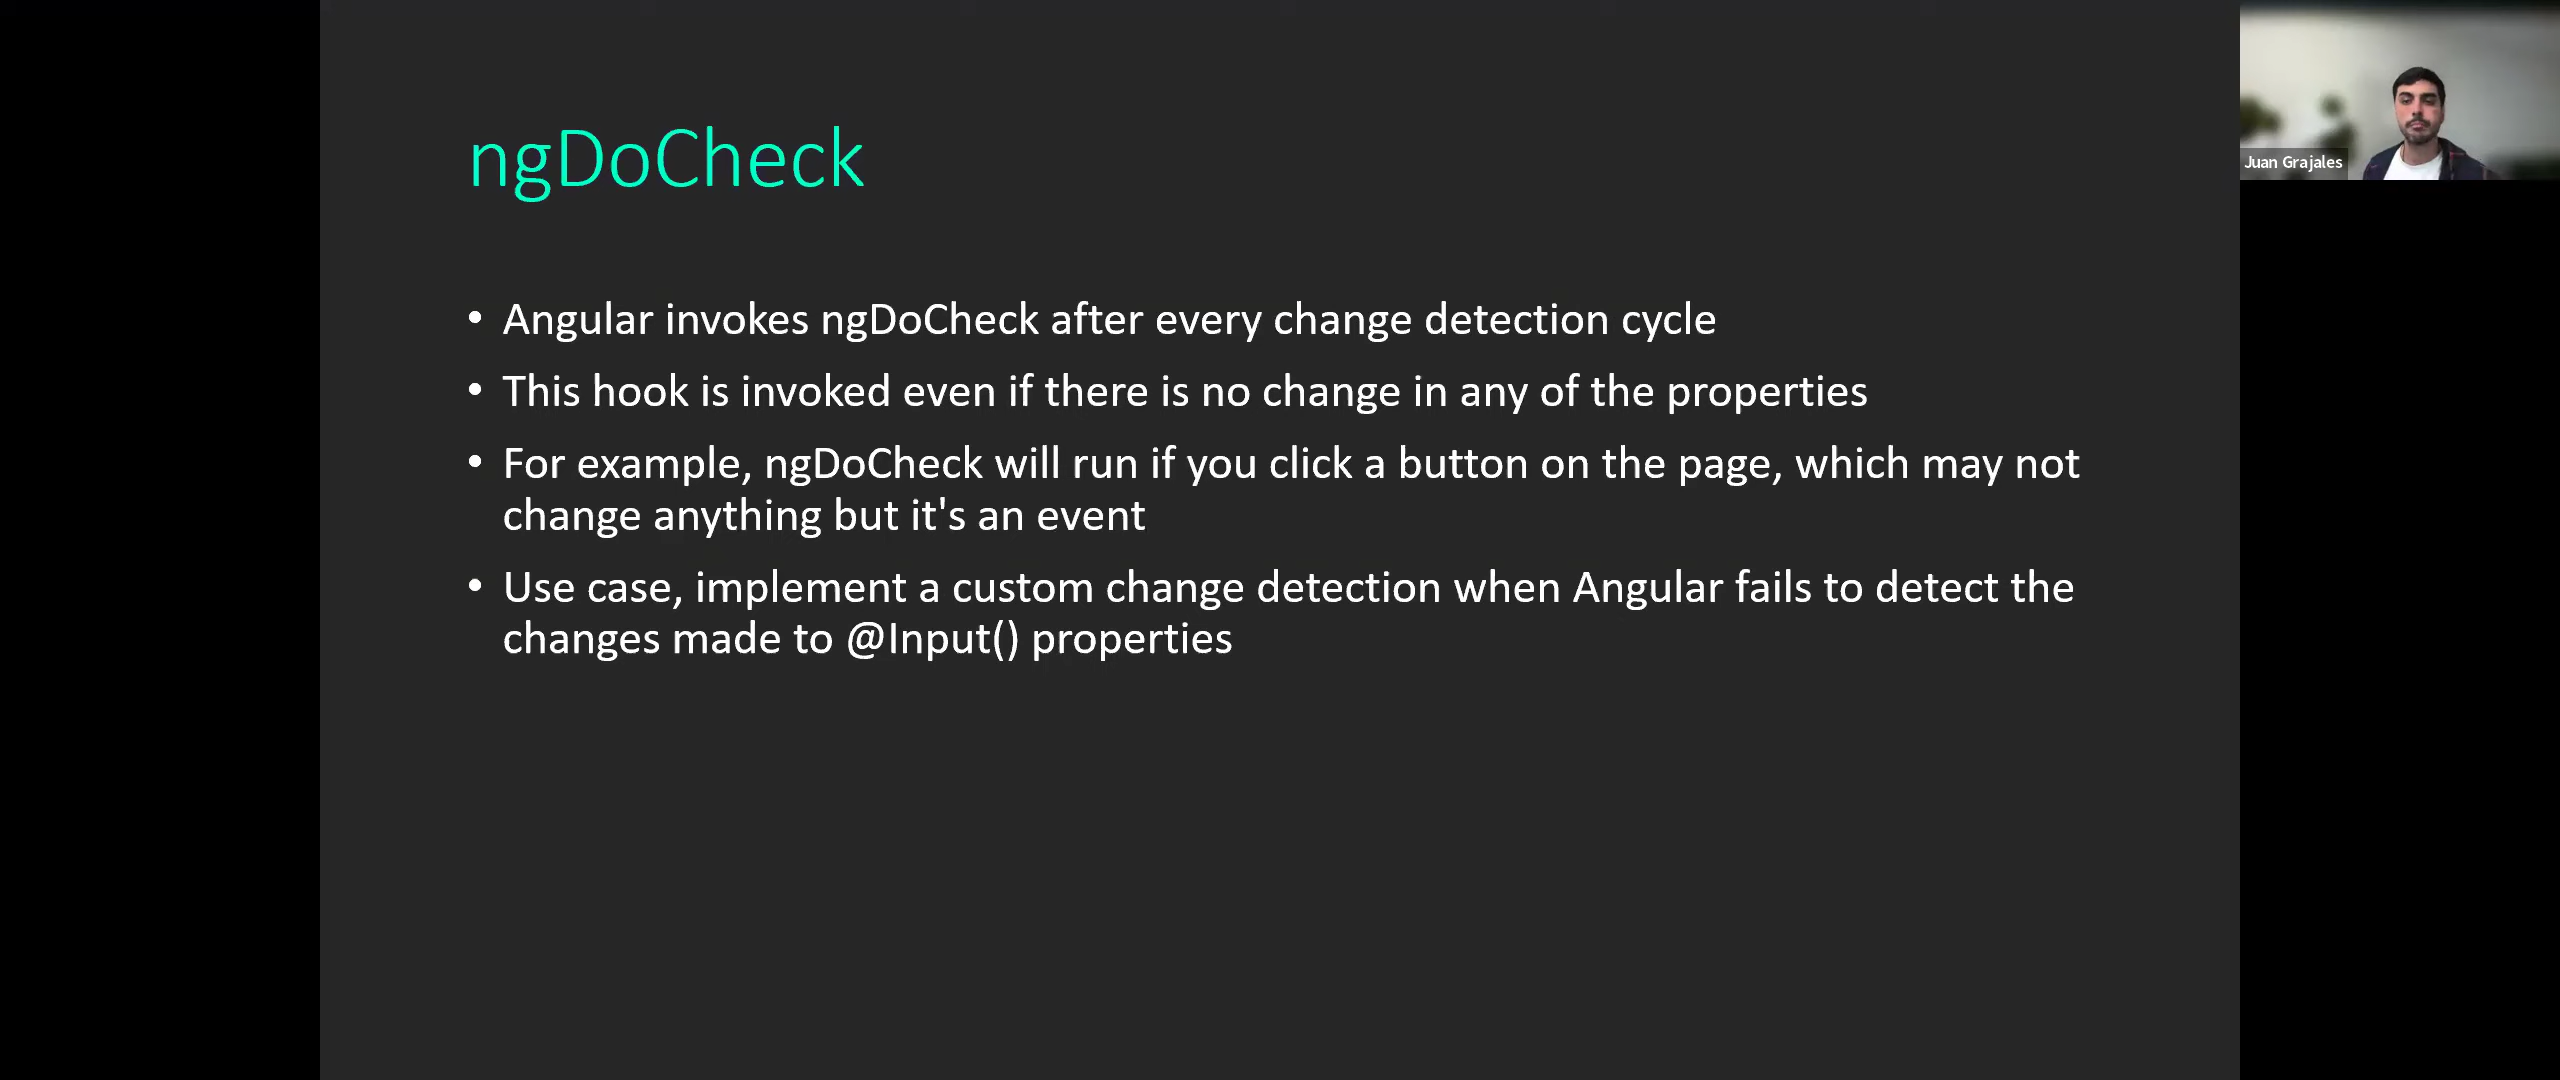 ngDoCheck
• Angular invokes ngDoCheck after every change detection cycle
• This hook is invoked even if there is no change in any of the properties
• For example, ngDoCheck will run if you click a button on the page, which may not
change anything but it's an event
• Use case, implement a custom change detection when Angular fails to detect the
changes made to @Input() properties
Juan Grajales